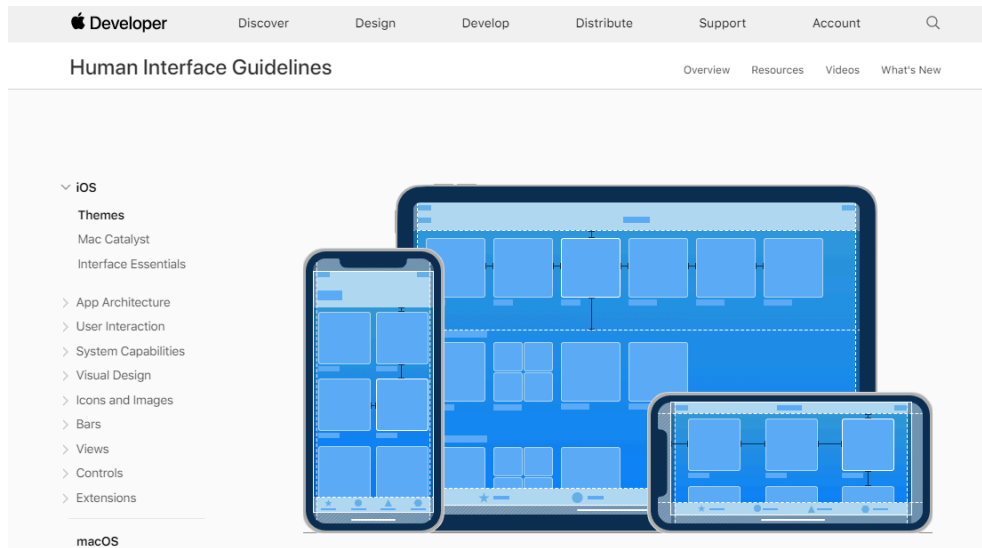 Developer Discover Design Develop Distribute Support Account
Human Interface Guidelines Overview Resources Videos What's New
iOS
Themes
Mac Catalyst
Interface Essentials
App Architecture
User Interaction
System Capabilities
Visual Design
Icons and Images
Bars
Views
Controls
Extensions
macOS